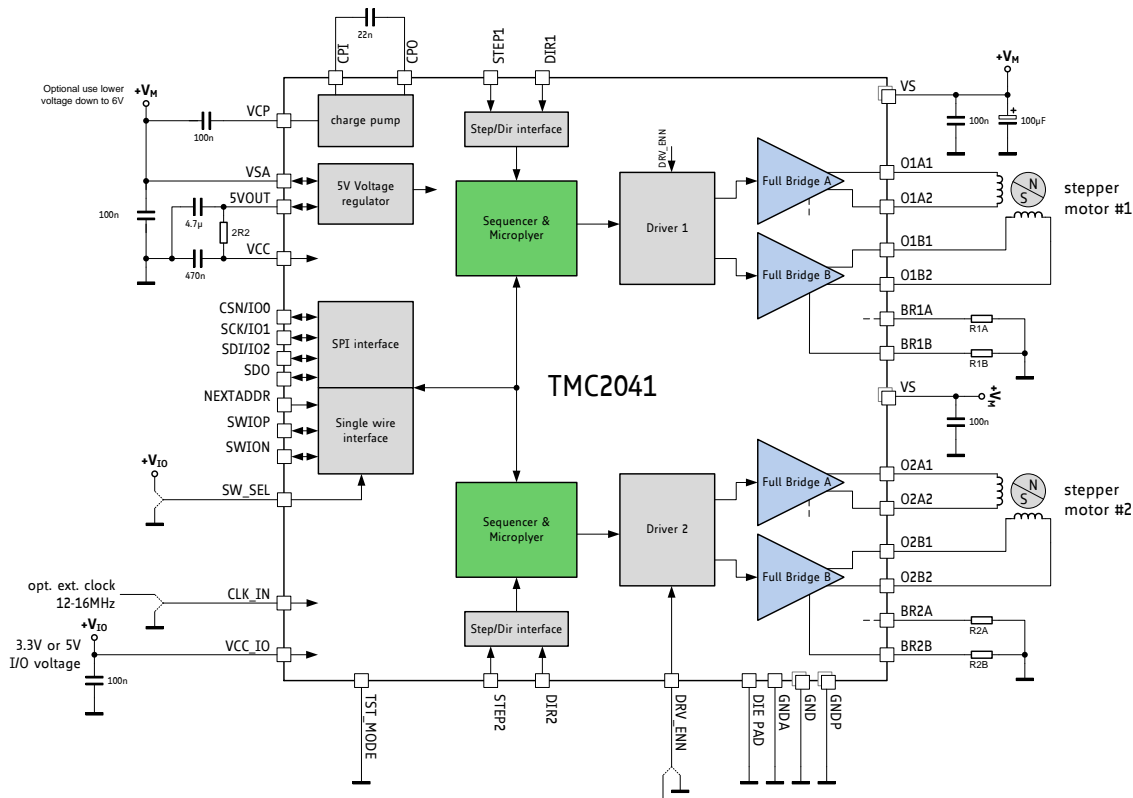 22n
CPI
CPO
STEP1
DIR1
Optional use lower
voltage down to 6V
+VM
VCP
100n
charge pump
Step/Dir interface
VS
+VM
100n
100µF
VSA
5VOUT
5V Voltage
regulator
100n
4.7µ
2R2
470n
VCC
Sequencer &
Microplyer
DRV_ENN
Driver 1
Full Bridge A
Full Bridge B
O1A1
O1A2
O1B1
O1B2
BR1A
BR1B
R1A
R1B
N
S
stepper
motor #1
CSN/IO0
SCK/IO1
SDI/IO2
SDO
NEXTADDR
SWIOP
SWION
SPI interface
Single wire
interface
TMC2041
VS
+VM
100n
+VIO
SW_SEL
Sequencer &
Microplyer
Driver 2
Full Bridge A
Full Bridge B
O2A1
O2A2
O2B1
O2B2
BR2A
BR2B
R2A
R2B
N
S
stepper
motor #2
opt. ext. clock
12-16MHz
CLK_IN
+VIO
3.3V or 5V
I/O voltage
VCC_IO
100n
Step/Dir interface
TST_MODE
STEP2
DIR2
DRV_ENN
DIE PAD
GNDA
GND
GNDP